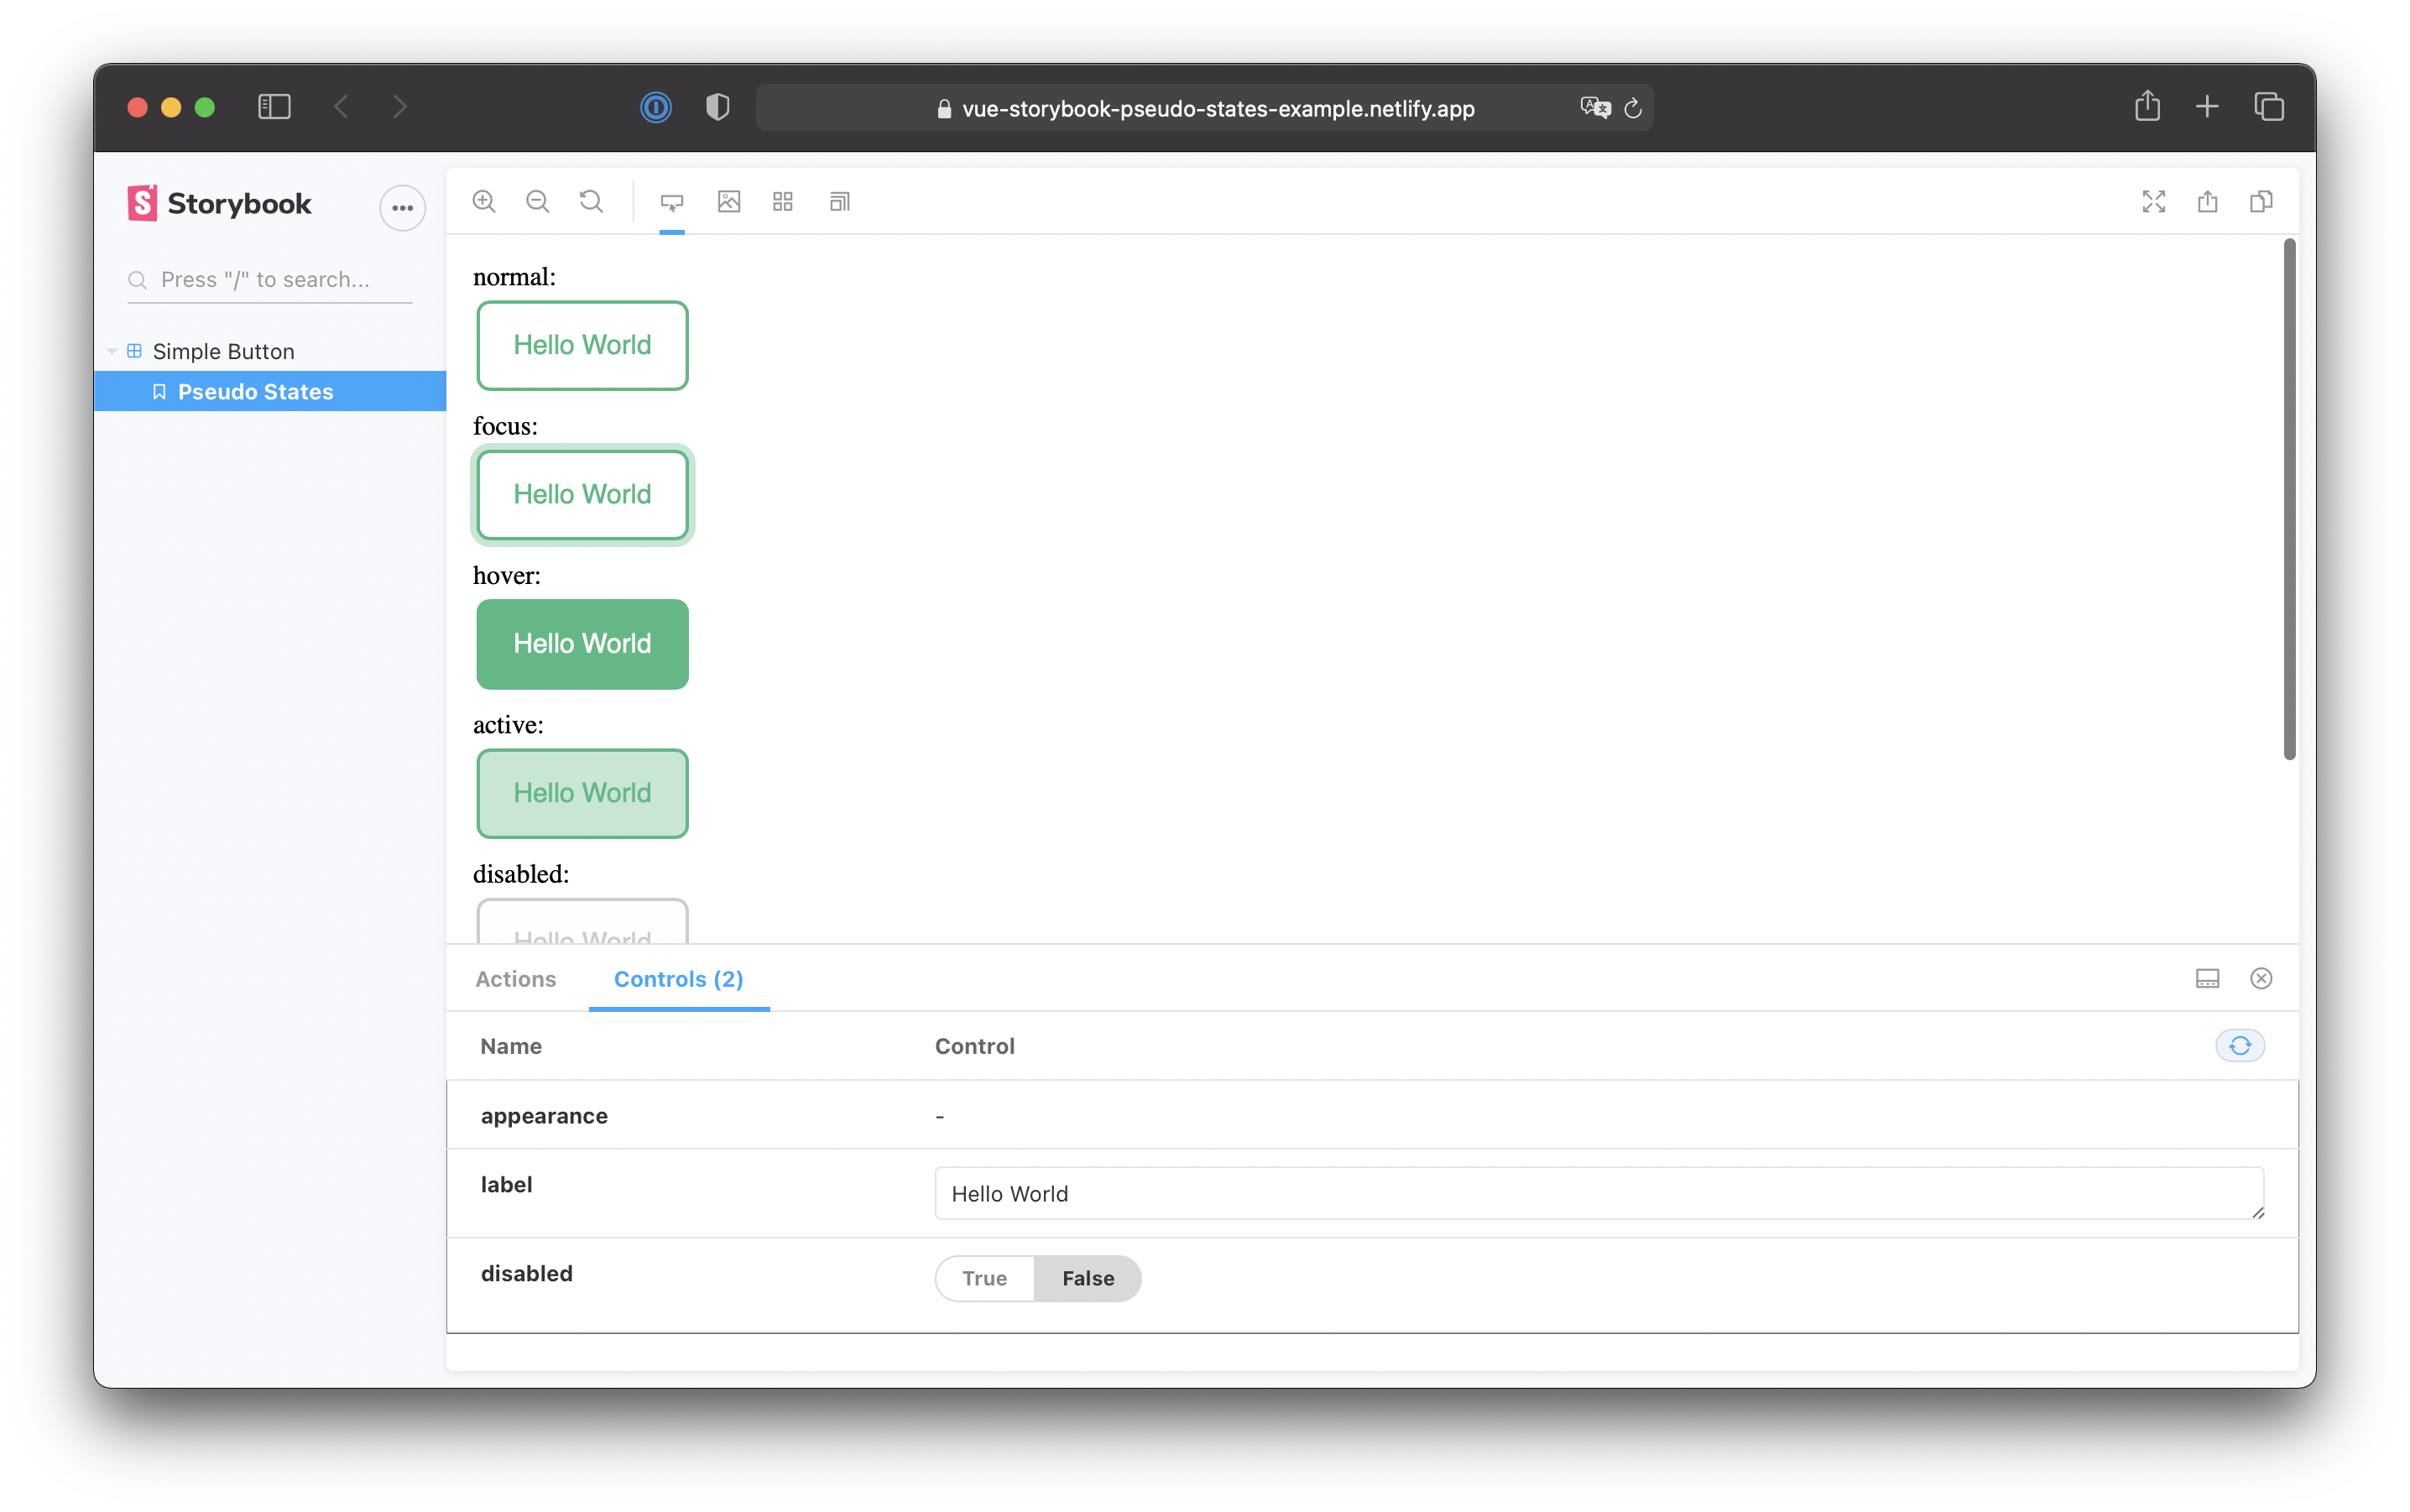 vue-storybook-pseudo-states-example.netlify.app
Storybook
Press "/" to search...
Simple Button
Pseudo States
normal:
Hello World
focus:
Hello World
hover:
Hello World
active:
Hello World
disabled:
Hello World
Actions
Controls (2)
Name
Control
appearance
-
label
Hello World
disabled
True
False